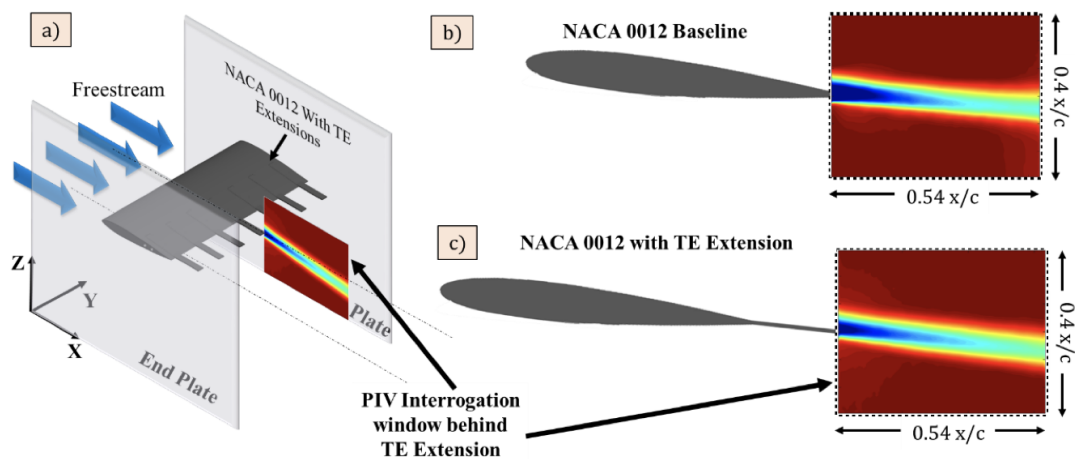 a)
Freestream
NACA 0012 With TE
Extensions
Z
Y
X
End Plate
Plate
PIV Interrogation
window behind
TE Extension
b)
NACA 0012 Baseline
0.4 x/c
0.54 x/c
c)
NACA 0012 with TE Extension
0.4 x/c
0.54 x/c